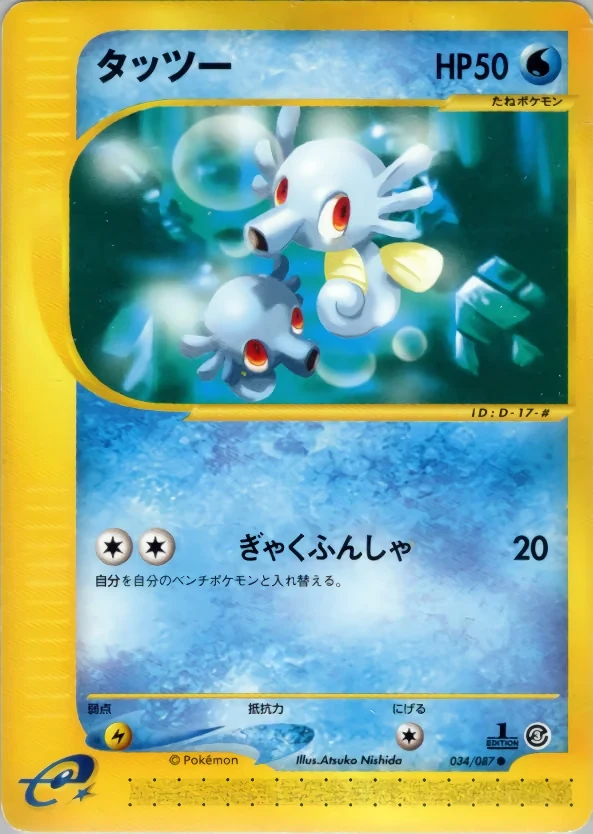 タッツー
HP50
たねポケモン
ID:D-17-#
ぎゃくふんしゃ 20
自分を自分のベンチポケモンと入れ替える。
弱点 抵抗力 にげる
1
EDITION
© Pokémon
Illus.Atsuko Nishida
034/087 ●
e